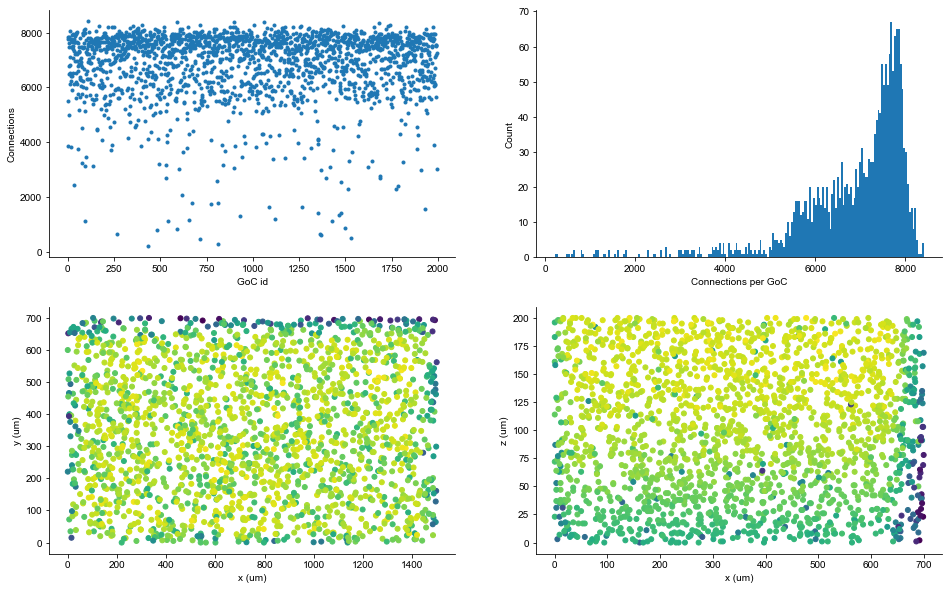 8000
6000
4000
2000
0
Connections
0 250 500 750 1000 1250 1500 1750 2000
GoC id
70
60
50
40
30
20
10
0
Count
0 2000 4000 6000 8000
Connections per GoC
700
600
500
400
300
200
100
0
y (um)
0 200 400 600 800 1000 1200 1400
x (um)
200
175
150
125
100
75
50
25
0
z (um)
0 100 200 300 400 500 600 700
x (um)